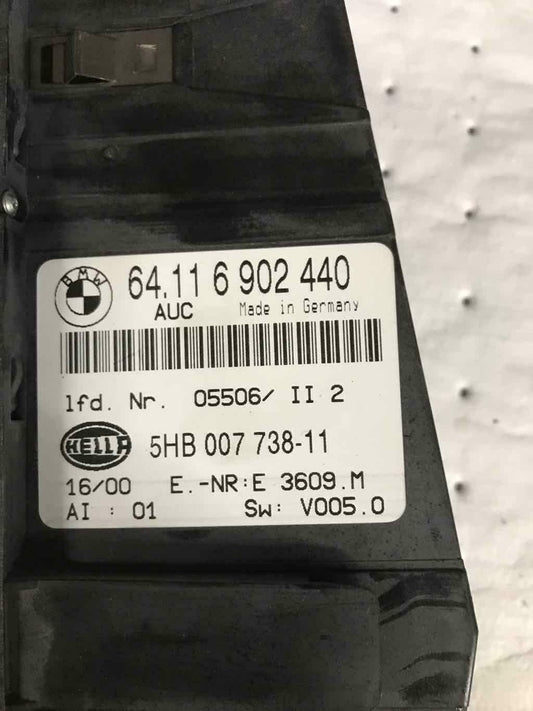 BMW 64.11 6 902 440
AUC Made in Germany
lfd. Nr. 05506/ II 2
HELLA 5HB 007 738-11
16/00 E.-NR:E 3609.M
AI : 01 Sw: V005.0